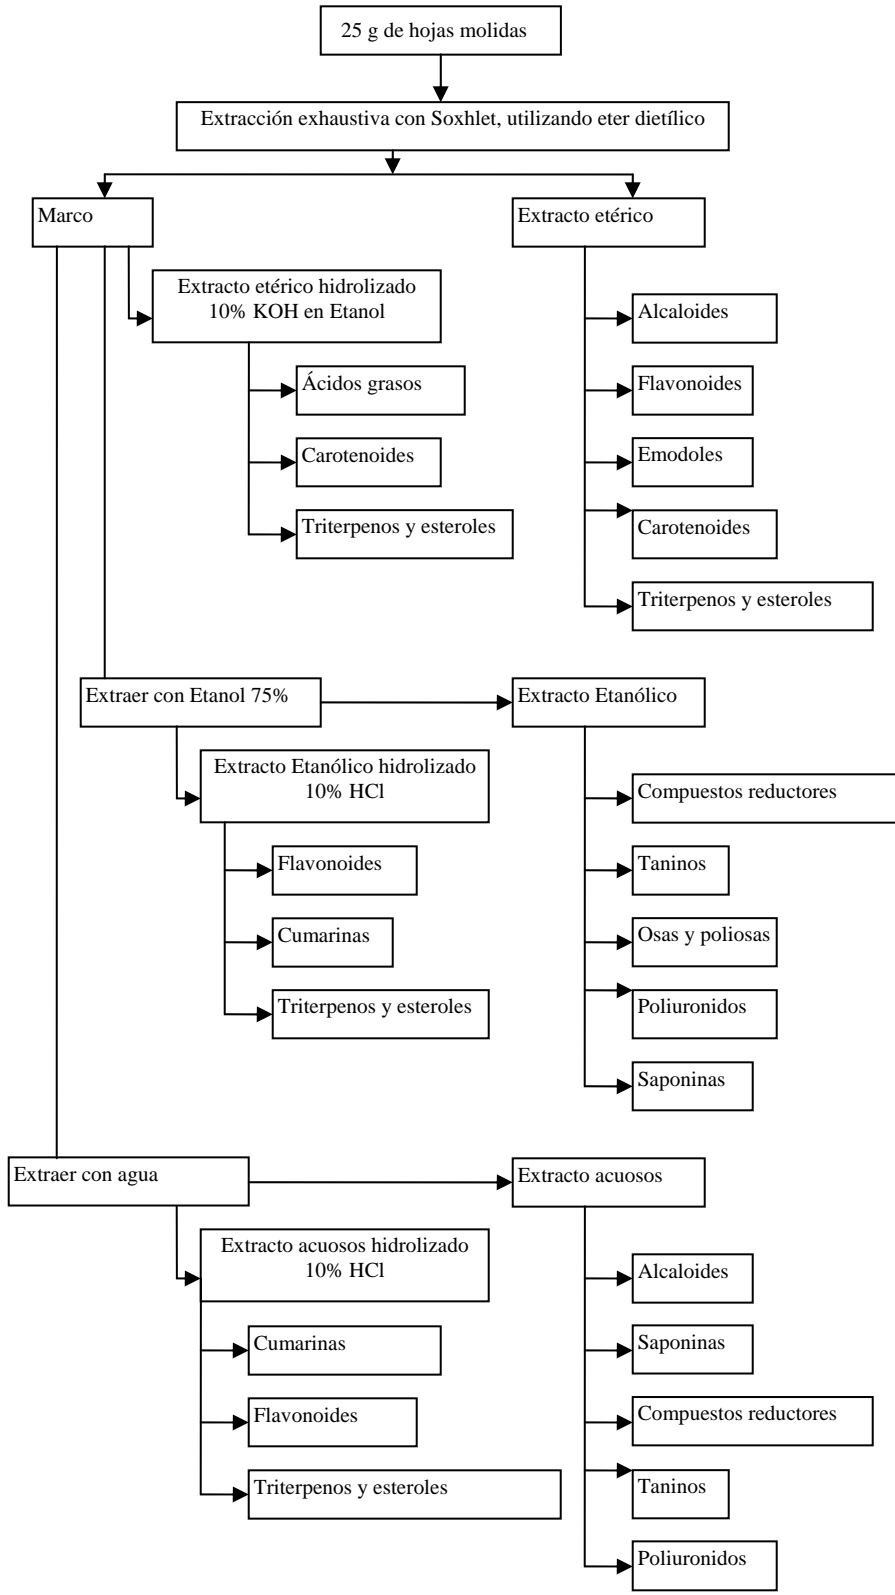 25 g de hojas molidas
Extracción exhaustiva con Soxhlet, utilizando eter dietílico
Marco
Extracto etérico
Extracto etérico hidrolizado
10% KOH en Etanol
Ácidos grasos
Carotenoides
Triterpenos y esteroles
Alcaloides
Flavonoides
Emodoles
Carotenoides
Triterpenos y esteroles
Extraer con Etanol 75%
Extracto Etanólico
Extracto Etanólico hidrolizado
10% HCl
Flavonoides
Cumarinas
Triterpenos y esteroles
Compuestos reductores
Taninos
Osas y poliosas
Poliuronidos
Saponinas
Extraer con agua
Extracto acuosos
Extracto acuosos hidrolizado
10% HCl
Cumarinas
Flavonoides
Triterpenos y esteroles
Alcaloides
Saponinas
Compuestos reductores
Taninos
Poliuronidos